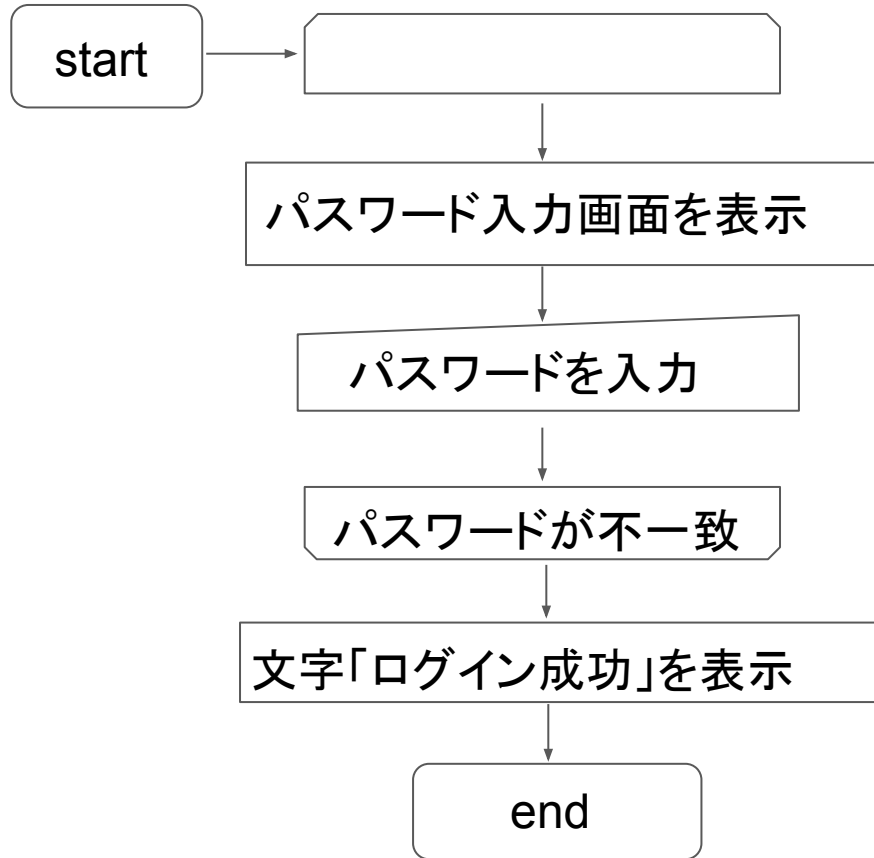 start
パスワード入力画面を表示
パスワードを入力
パスワードが不一致
文字「ログイン成功」を表示
end